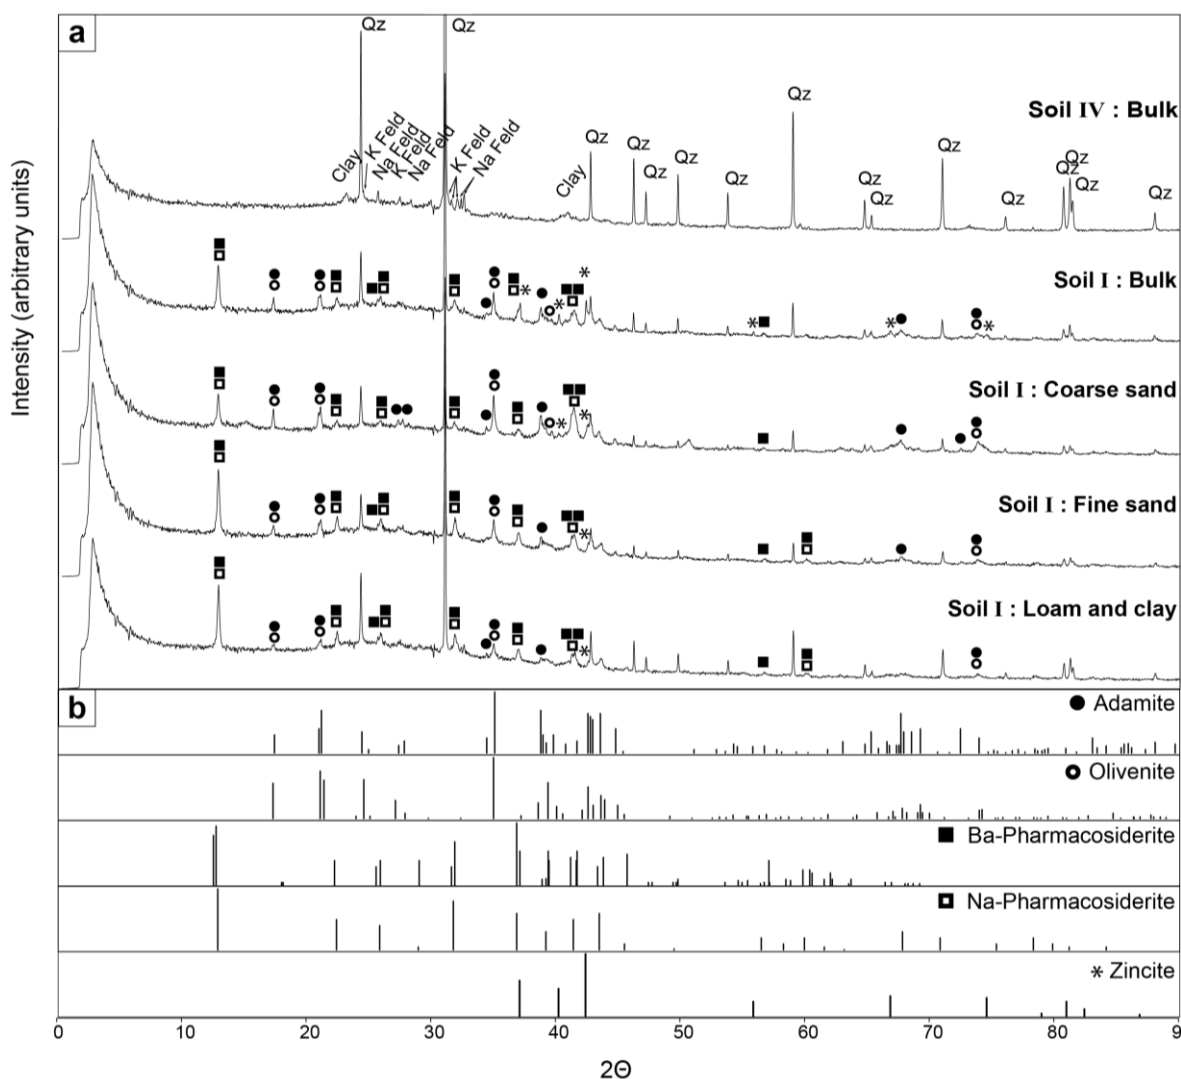 a
Qz
Qz
Clay
K Feld
Na Feld
K Feld
Na Feld
K Feld
Na Feld
Clay
Qz
Qz
Qz
Qz
Qz
Qz
Qz
Qz
Qz
Qz
Qz
Qz
Qz
Qz
Soil IV : Bulk
*
*
*
*
*
*
Soil I : Bulk
*
*
Soil I : Coarse sand
*
Soil I : Fine sand
*
Soil I : Loam and clay
Intensity (arbitrary units)
b
Adamite
Olivenite
Ba-Pharmacosiderite
Na-Pharmacosiderite
* Zincite
0 10 20 30 40 50 60 70 80 9
2Θ